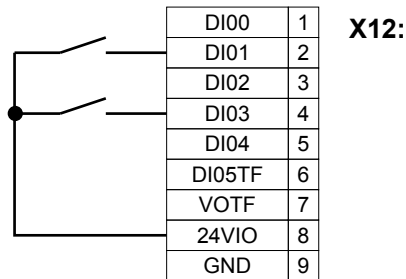 DI00 1 X12:
DI01 2
DI02 3
DI03 4
DI04 5
DI05TF 6
VOTF 7
24VIO 8
GND 9